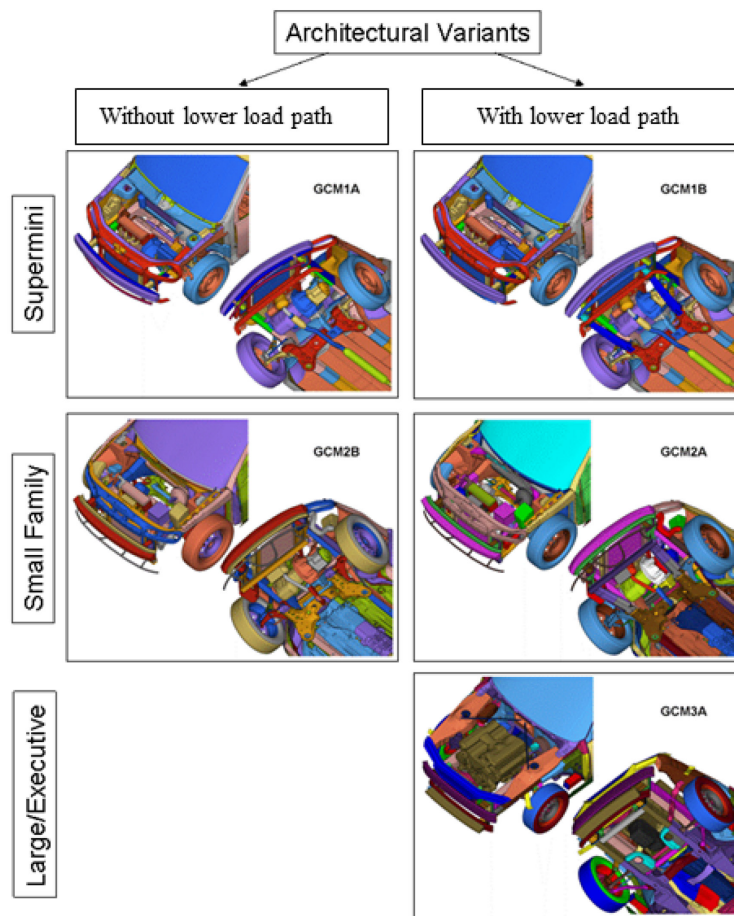 Architectural Variants
Without lower load path
With lower load path
Supermini
GCM1A
GCM1B
Small Family
GCM2B
GCM2A
Large/Executive
GCM3A